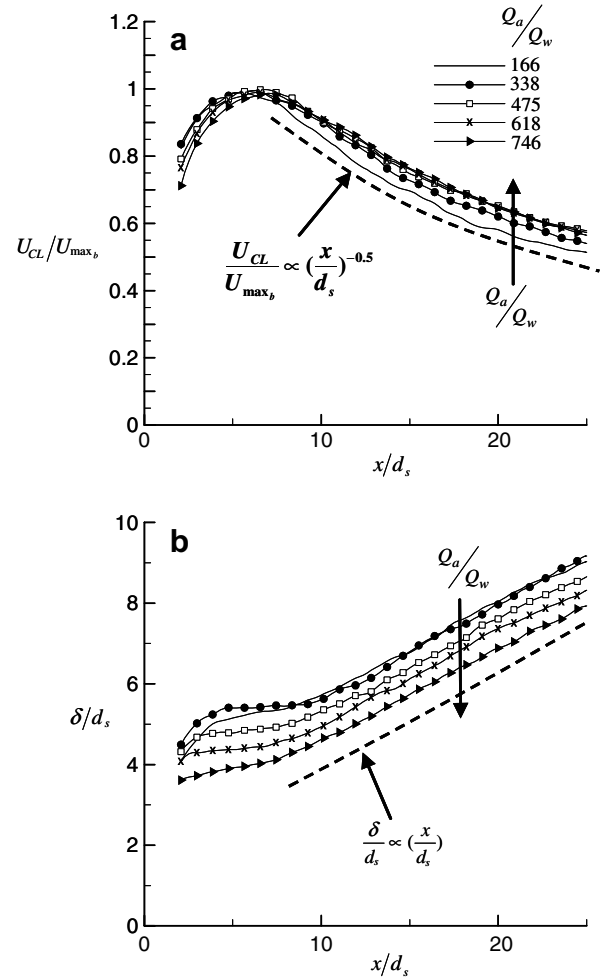 a
Q_a/Q_w
166
338
475
618
746
1.2
1
0.8
0.6
0.4
0.2
0
U_CL/U_max_b
U_CL/U_max_b ∝ (x/d_s)^−0.5
Q_a/Q_w
0 10 20
x/d_s
b
Q_a/Q_w
10
8
6
4
2
0
δ/d_s
δ/d_s ∝ (x/d_s)
0 10 20
x/d_s